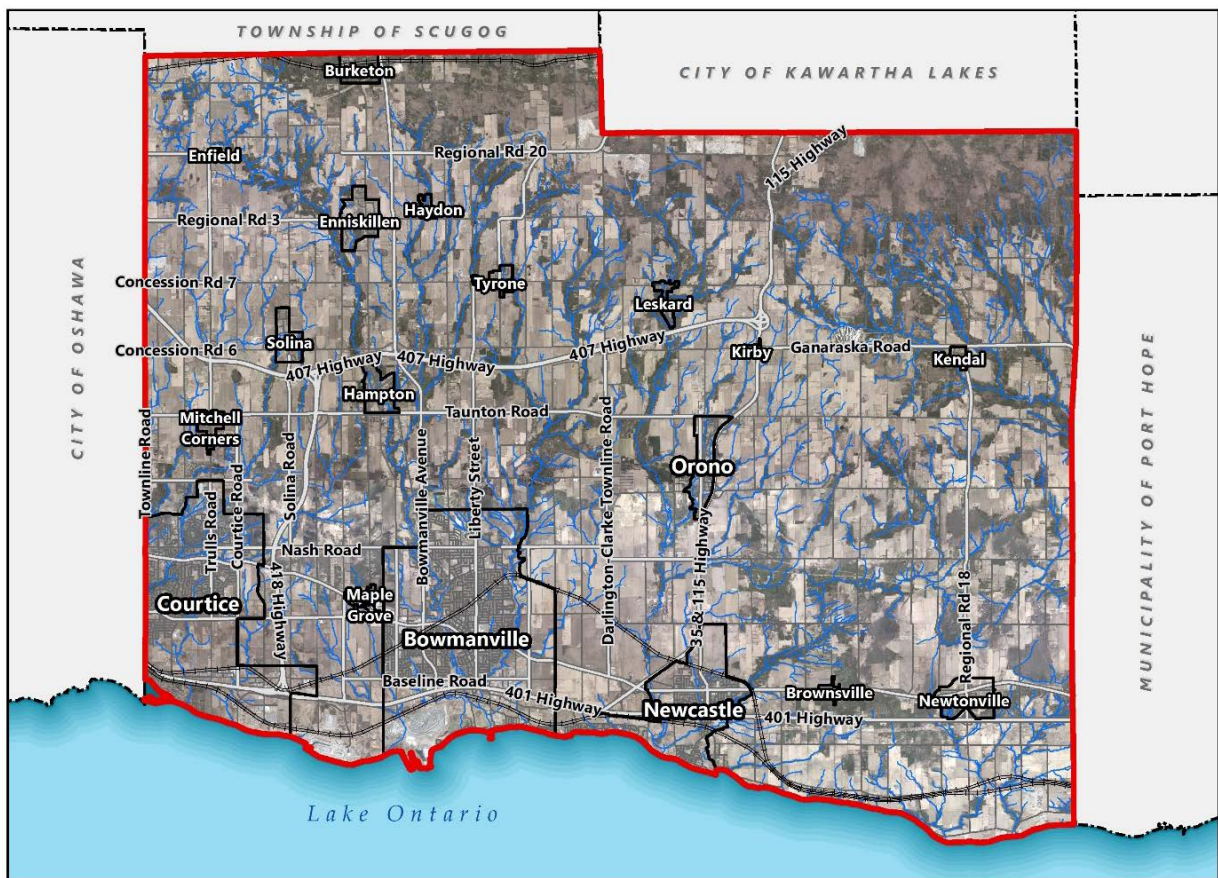 TOWNSHIP OF SCUGOG
CITY OF KAWARTHA LAKES
Burketon
115 Highway
Enfield
Regional Rd 20
Haydon
Regional Rd 3
Enniskillen
CITY OF OSHAWA
Concession Rd 7
Tyrone
Leskard
Solina
Concession Rd 6
407 Highway
407 Highway
407 Highway
Kirby
Ganaraska Road
Kendal
Hampton
Taunton Road
Mitchell
Corners
Townline Road
Trulls Road
Courtice Road
Solina Road
Bowmanville Avenue
Liberty Street
Darlington-Clarke Townline Road
Orono
MUNICIPALITY OF PORT HOPE
Nash Road
418 Highway
35 & 115 Highway
Regional Rd 18
Courtice
Maple
Grove
Bowmanville
Baseline Road
401 Highway
Newcastle
Brownsville
Newtonville
401 Highway
Lake Ontario